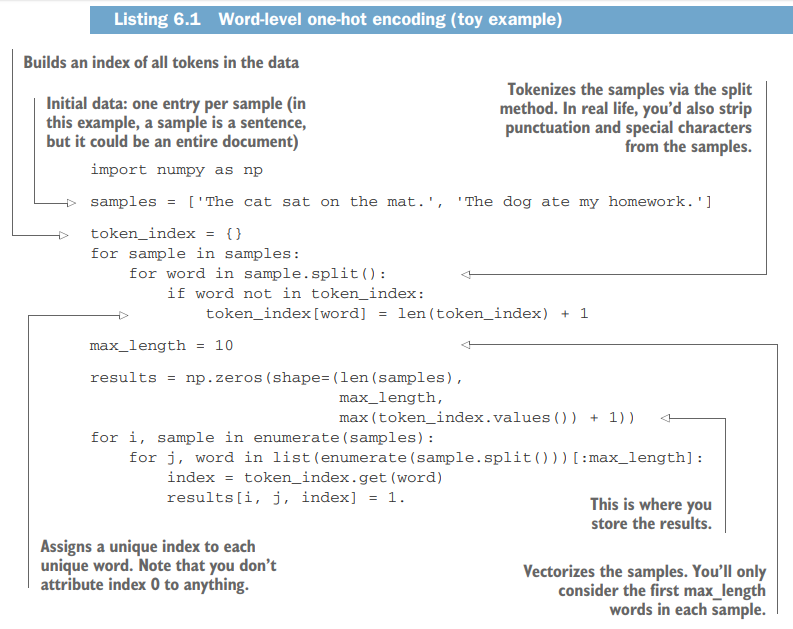 Listing 6.1 Word-level one-hot encoding (toy example)
Builds an index of all tokens in the data
Initial data: one entry per sample (in
this example, a sample is a sentence,
but it could be an entire document)
Tokenizes the samples via the split
method. In real life, you'd also strip
punctuation and special characters
from the samples.
import numpy as np
samples = ['The cat sat on the mat.', 'The dog ate my homework.']
token_index = {}
for sample in samples:
    for word in sample.split():
        if word not in token_index:
            token_index[word] = len(token_index) + 1
max_length = 10
results = np.zeros(shape=(len(samples),
                          max_length,
                          max(token_index.values()) + 1))
for i, sample in enumerate(samples):
    for j, word in list(enumerate(sample.split()))[:max_length]:
        index = token_index.get(word)
        results[i, j, index] = 1.
This is where you
store the results.
Assigns a unique index to each
unique word. Note that you don't
attribute index 0 to anything.
Vectorizes the samples. You'll only
consider the first max_length
words in each sample.